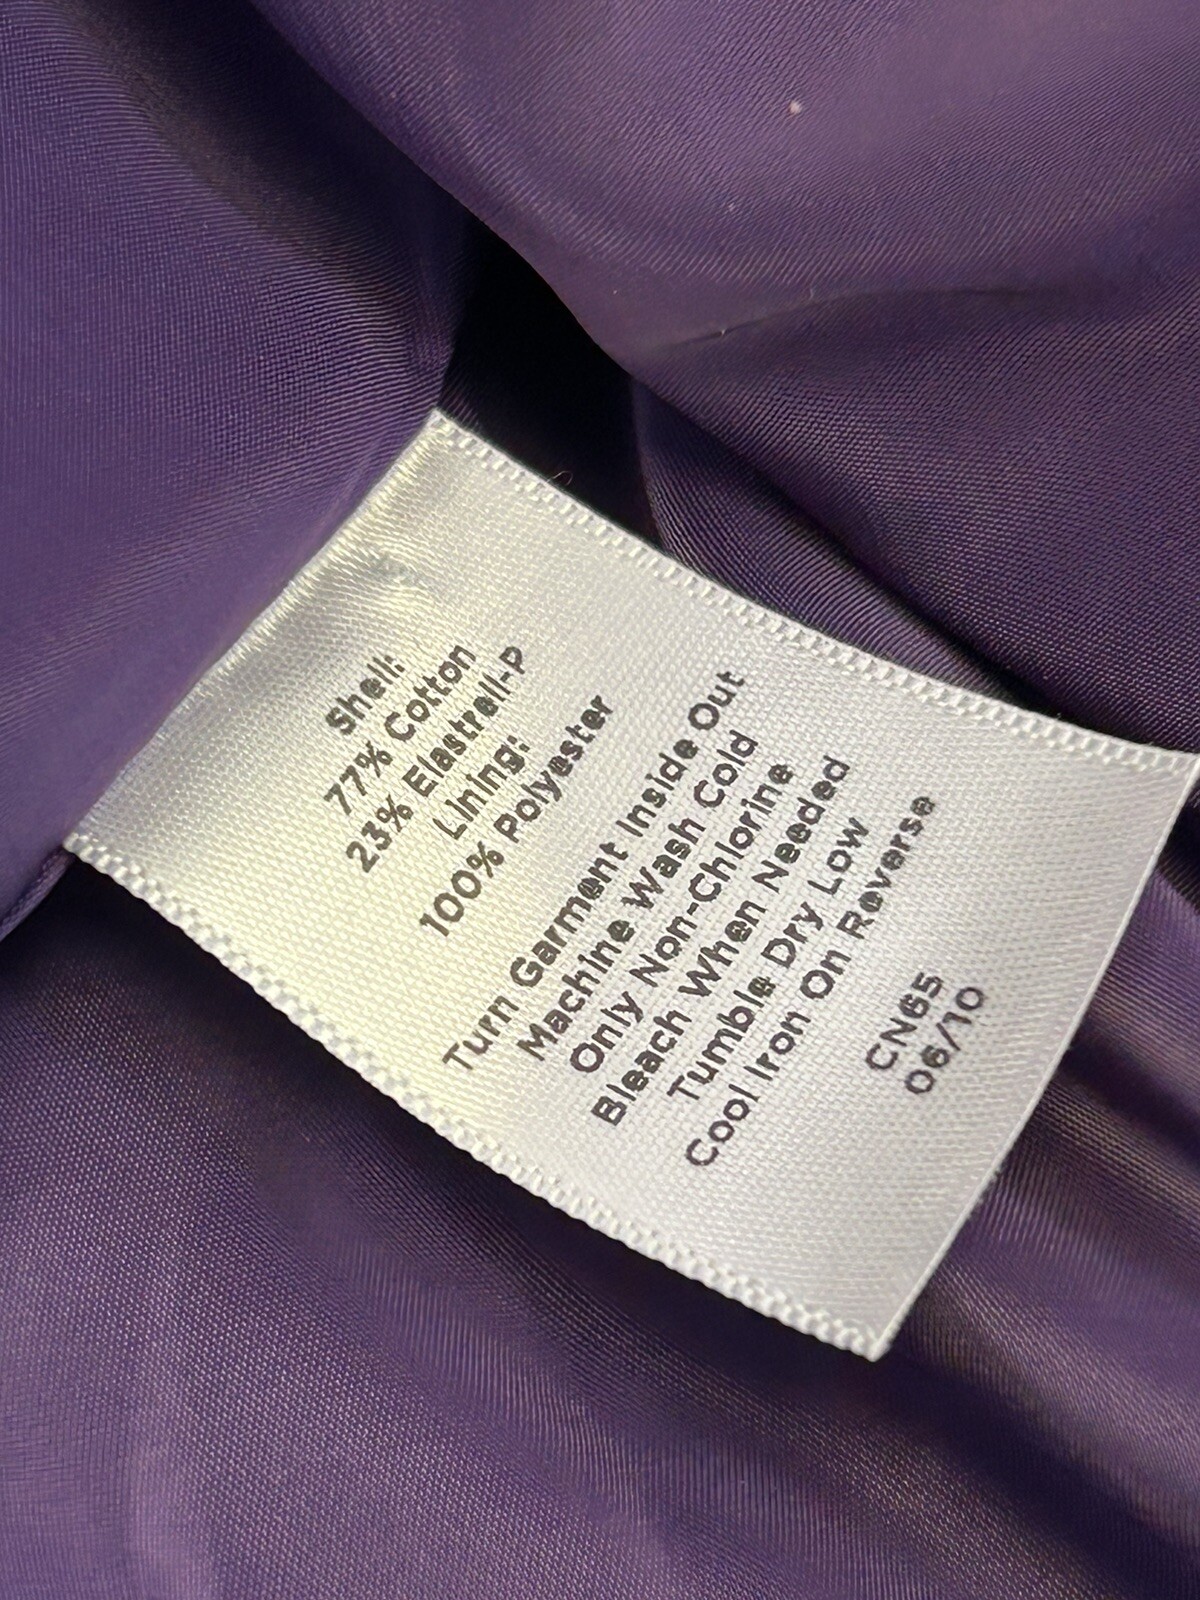 Shell:
77% Cotton
23% Elastrell-P
Lining:
100% Polyester
Turn Garment Inside Out
Machine Wash Cold
Only Non-Chlorine
Bleach When Needed
Tumble Dry Low
Cool Iron On Reverse
CN65
06/10